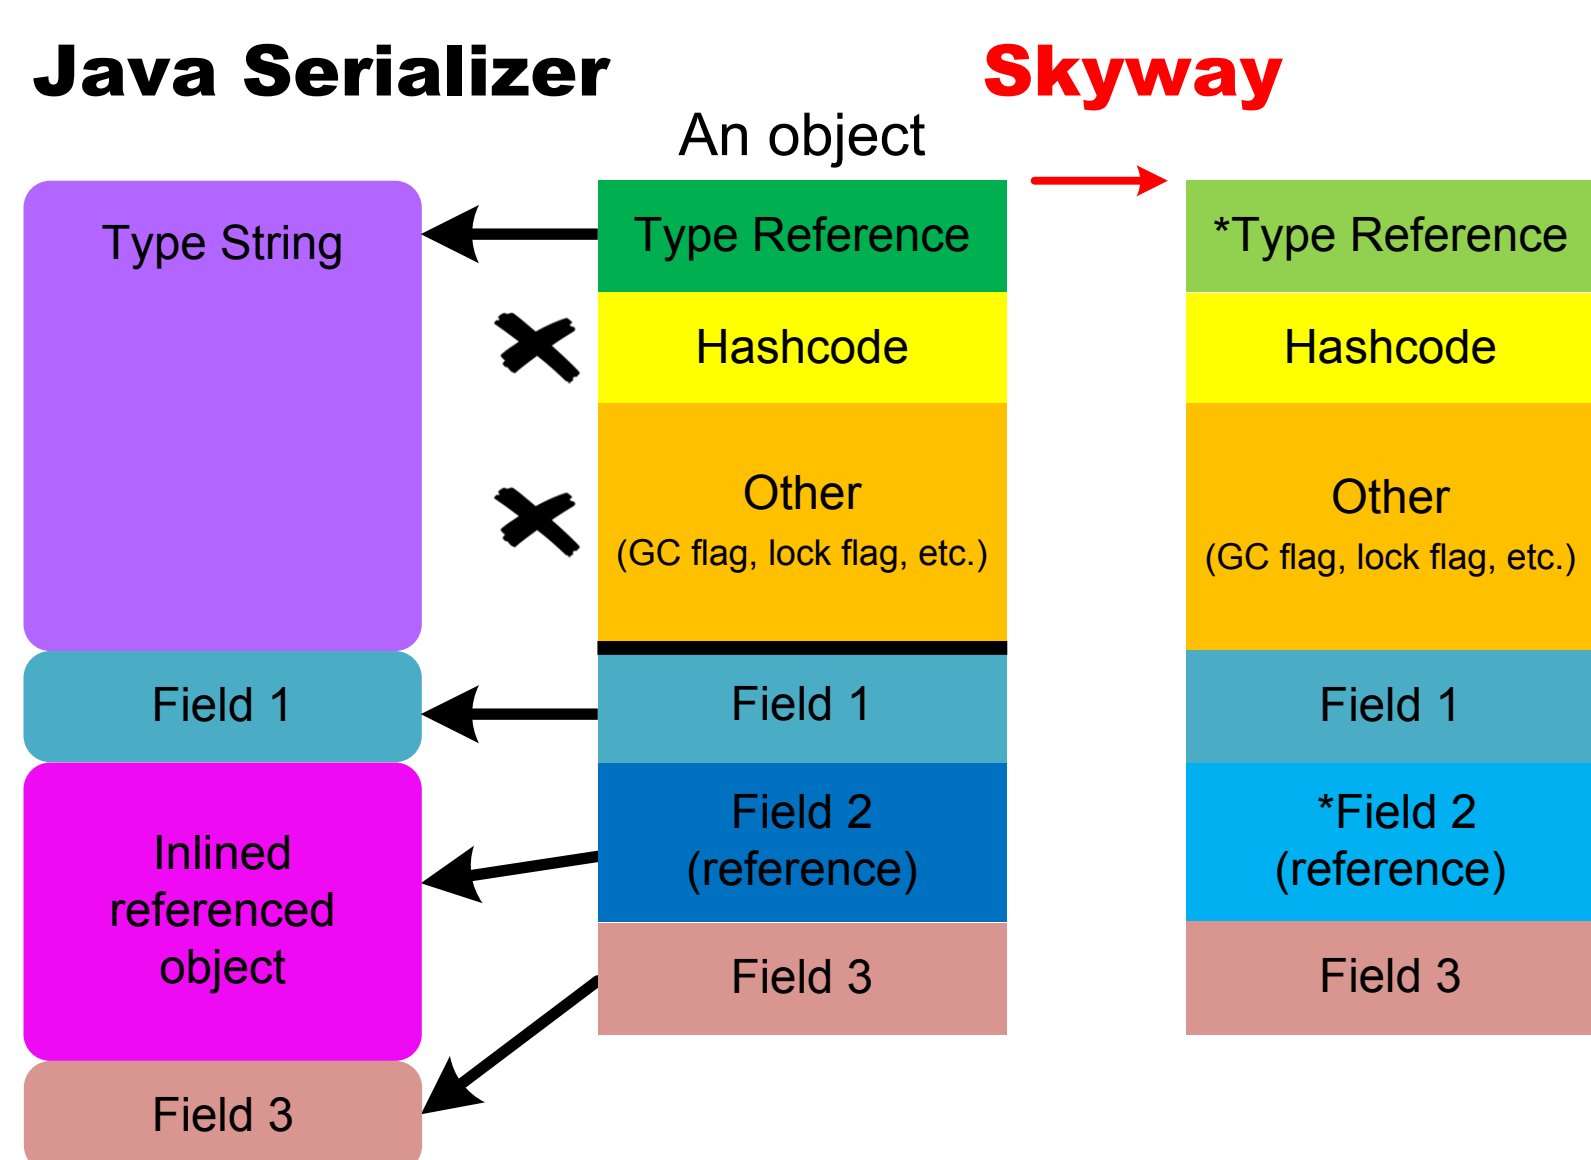 Java Serializer
Skyway
An object
Type String
Field 1
Inlined
referenced
object
Field 3
Type Reference
Hashcode
Other
(GC flag, lock flag, etc.)
Field 1
Field 2
(reference)
Field 3
*Type Reference
Hashcode
Other
(GC flag, lock flag, etc.)
Field 1
*Field 2
(reference)
Field 3